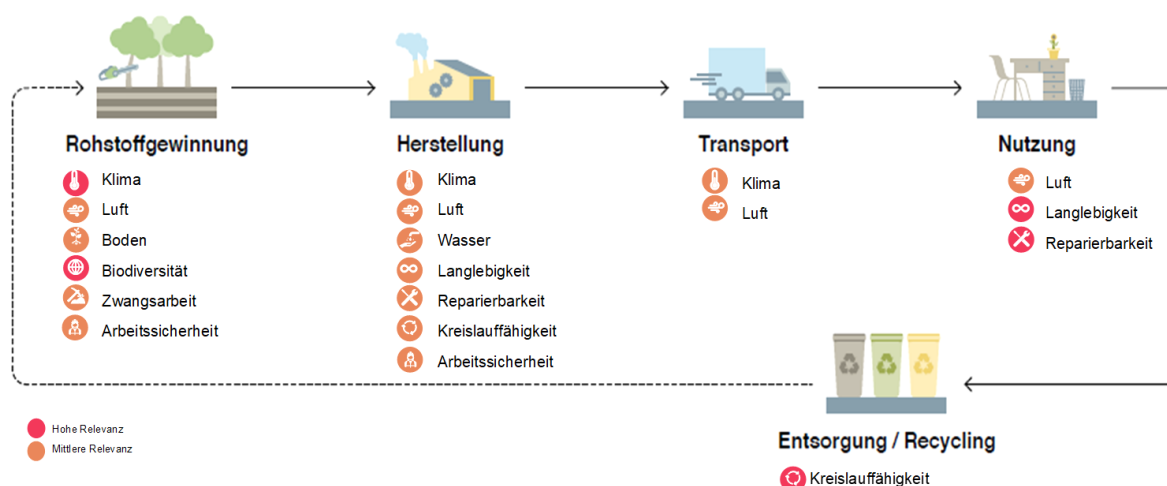 Rohstoffgewinnung
Klima
Luft
Boden
Biodiversität
Zwangsarbeit
Arbeitssicherheit
Herstellung
Klima
Luft
Wasser
Langlebigkeit
Reparierbarkeit
Kreislauffähigkeit
Arbeitssicherheit
Transport
Klima
Luft
Nutzung
Luft
Langlebigkeit
Reparierbarkeit
Entsorgung / Recycling
Kreislauffähigkeit
Hohe Relevanz
Mittlere Relevanz